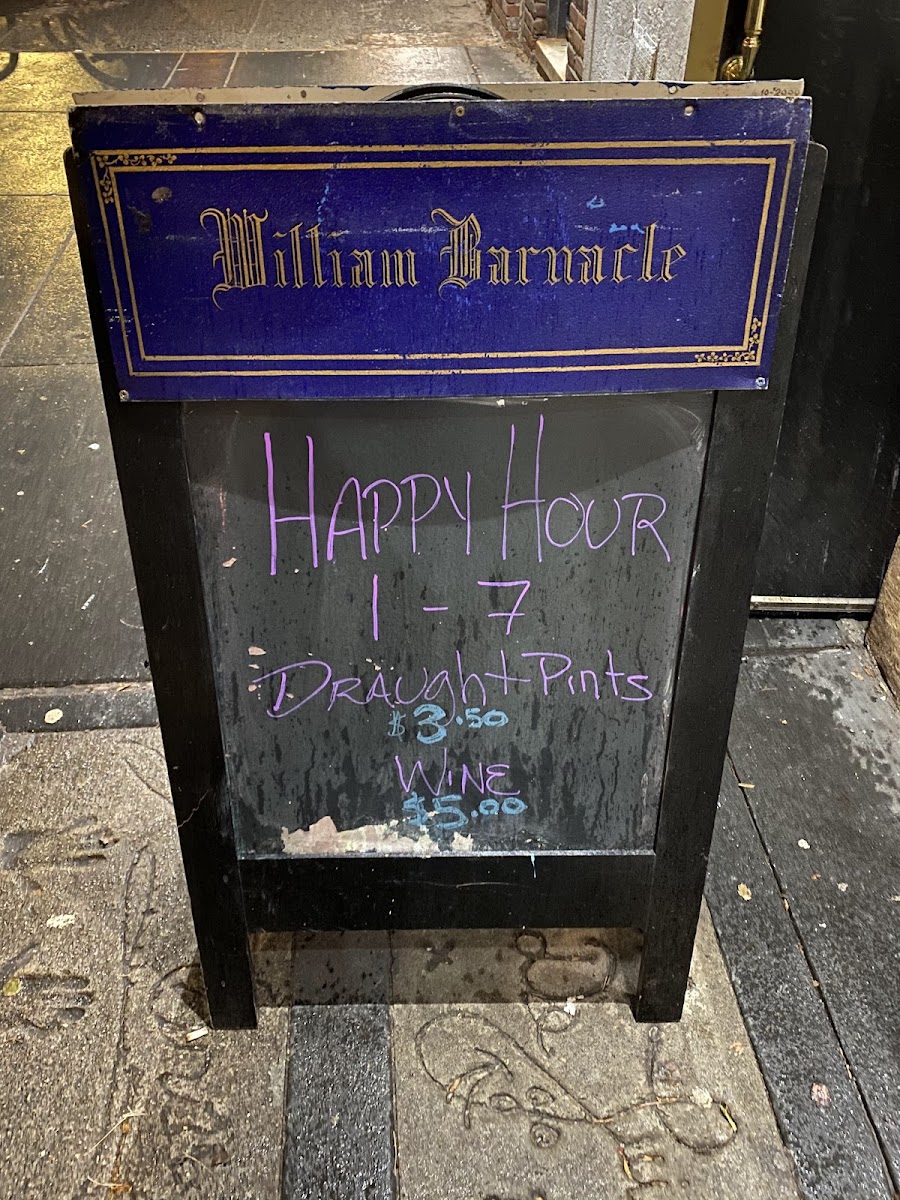 William Barnacle
HAPPY HOUR
1 - 7
DRAUght Pints
$3.50
WINE
$5.00